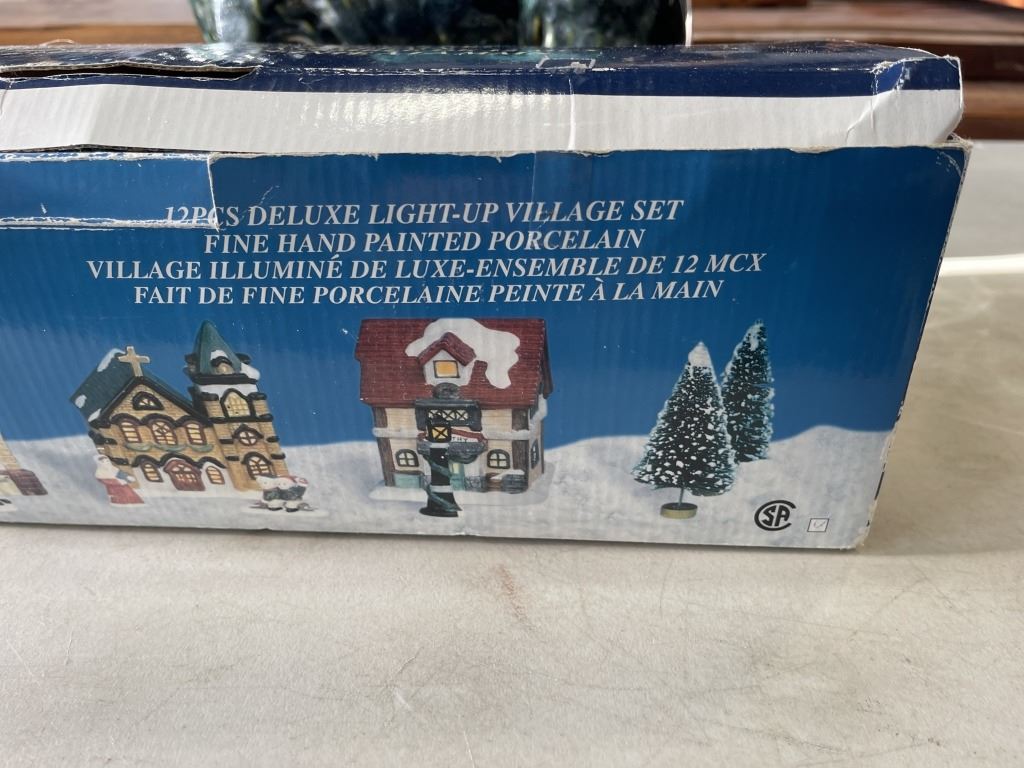 12PCS DELUXE LIGHT-UP VILLAGE SET
FINE HAND PAINTED PORCELAIN
VILLAGE ILLUMINÉ DE LUXE-ENSEMBLE DE 12 MCX
FAIT DE FINE PORCELAINE PEINTE À LA MAIN
SA